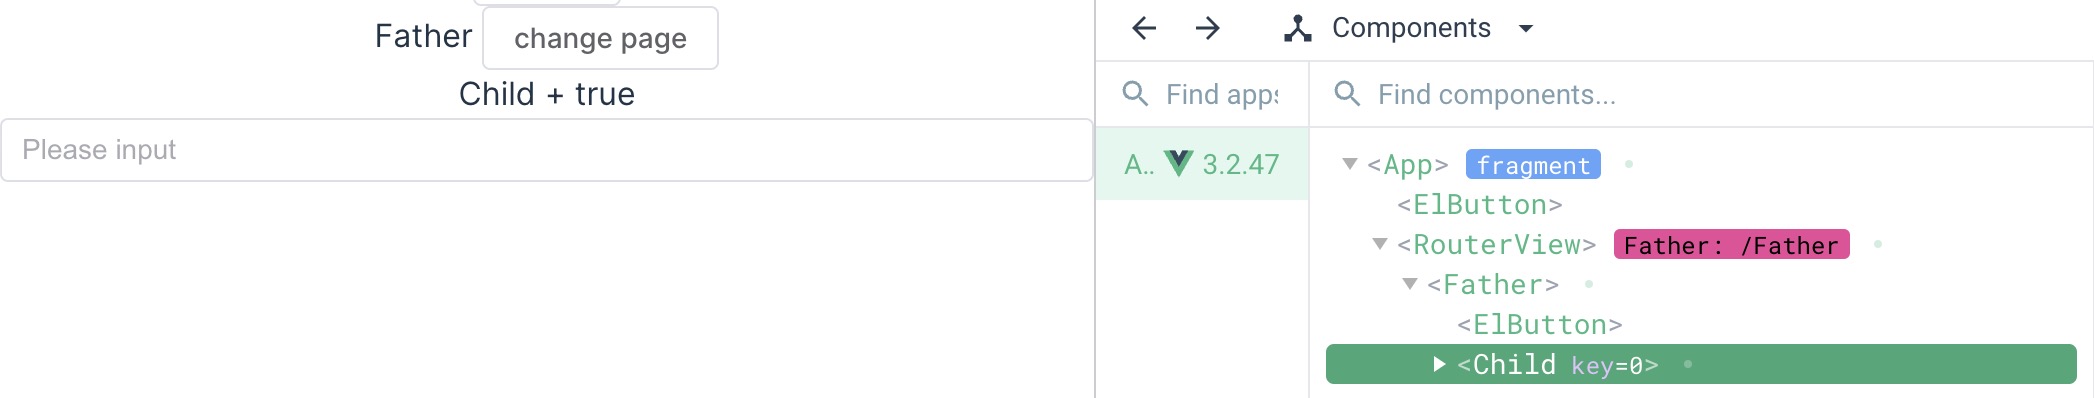 Father change page
Child + true
Please input
Components
Find apps
Find components...
A.. 3.2.47
<App> fragment
<ElButton>
<RouterView> Father: /Father
<Father>
<ElButton>
<Child key=0>